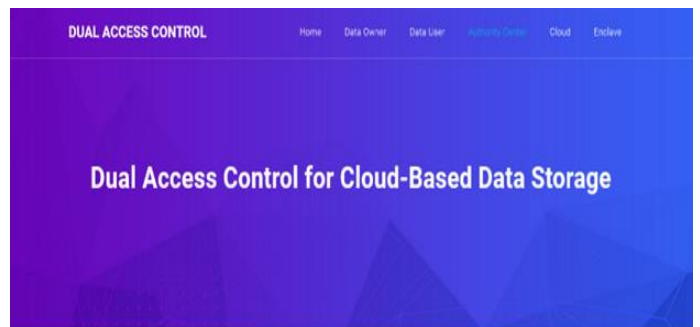 DUAL ACCESS CONTROL Home Data Owner Data User Authority Center Cloud Enclave
Dual Access Control for Cloud-Based Data Storage